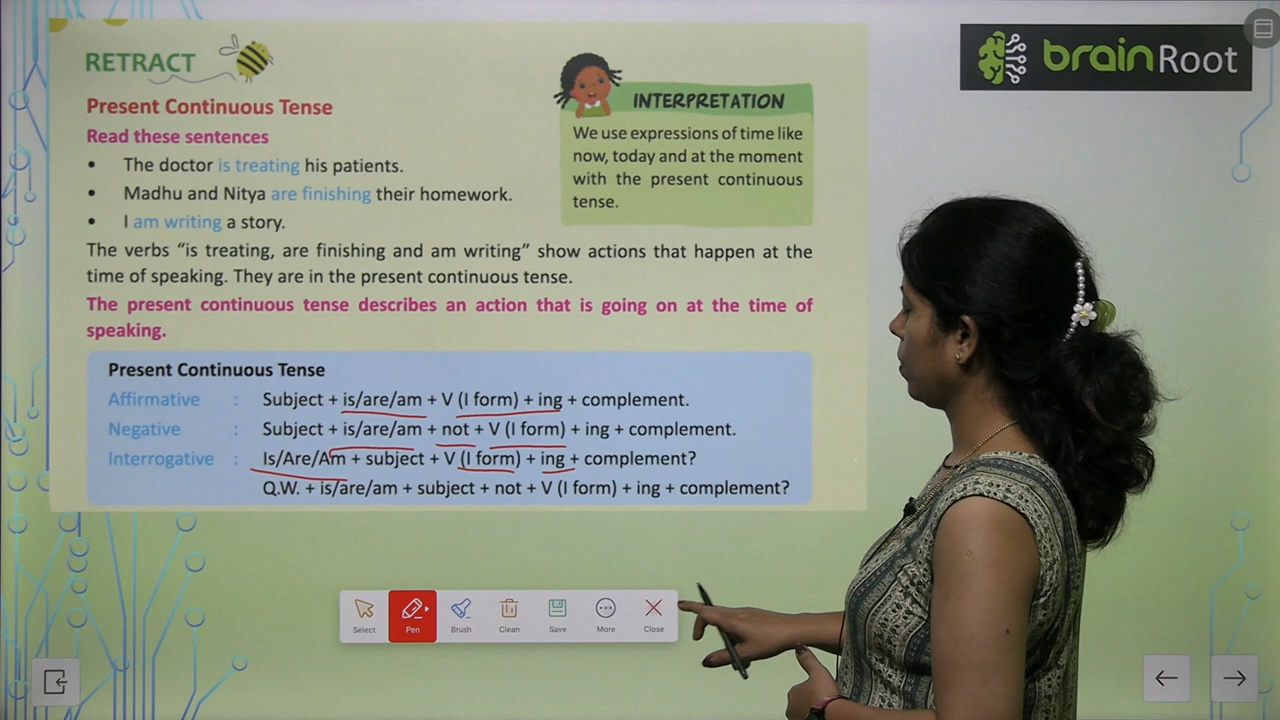 RETRACT
Present Continuous Tense
Read these sentences
• The doctor is treating his patients.
• Madhu and Nitya are finishing their homework.
• I am writing a story.
INTERPRETATION
We use expressions of time like
now, today and at the moment
with the present continuous
tense.
The verbs “is treating, are finishing and am writing” show actions that happen at the
time of speaking. They are in the present continuous tense.
The present continuous tense describes an action that is going on at the time of
speaking.
Present Continuous Tense
Affirmative : Subject + is/are/am + V (I form) + ing + complement.
Negative : Subject + is/are/am + not + V (I form) + ing + complement.
Interrogative : Is/Are/Am + subject + V (I form) + ing + complement?
Q.W. + is/are/am + subject + not + V (I form) + ing + complement?
brainRoot
Select Pen Brush Clean Save More Close